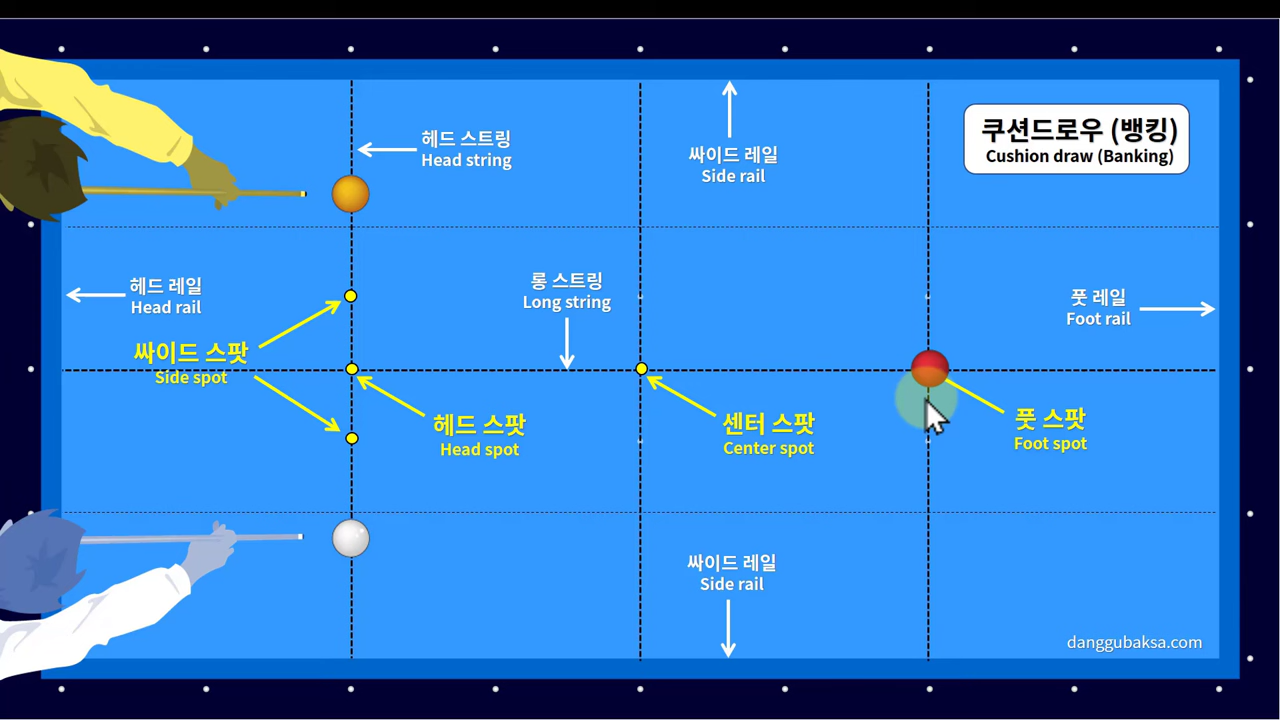 쿠션드로우 (뱅킹)
Cushion draw (Banking)
헤드 스트링
Head string
싸이드 레일
Side rail
헤드 레일
Head rail
롱 스트링
Long string
풋 레일
Foot rail
싸이드 스팟
Side spot
헤드 스팟
Head spot
센터 스팟
Center spot
풋 스팟
Foot spot
싸이드 레일
Side rail
danggubaksa.com